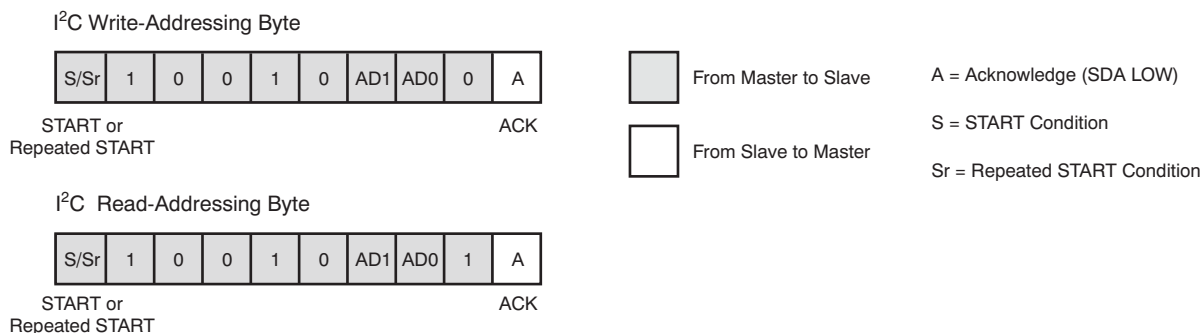 I²C Write-Addressing Byte
S/Sr 1 0 0 1 0 AD1 AD0 0 A
START or
Repeated START
ACK
I²C Read-Addressing Byte
S/Sr 1 0 0 1 0 AD1 AD0 1 A
START or
Repeated START
ACK
From Master to Slave
From Slave to Master
A = Acknowledge (SDA LOW)
S = START Condition
Sr = Repeated START Condition